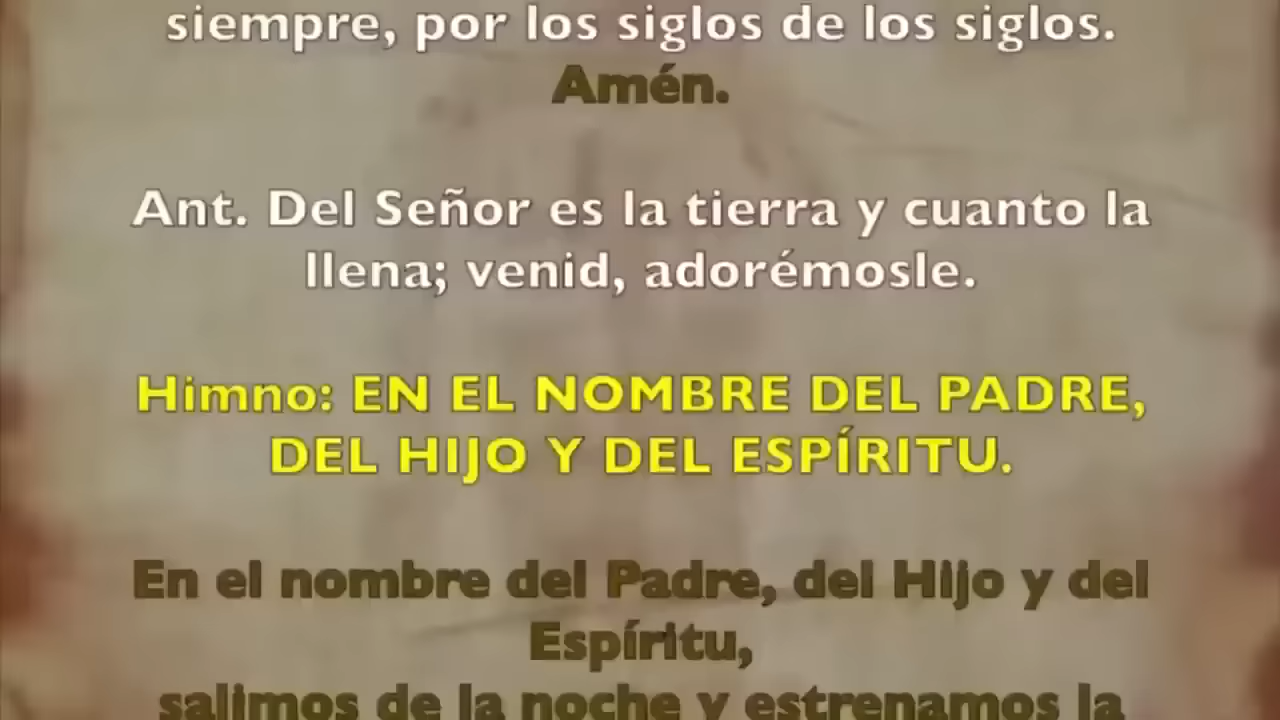 siempre, por los siglos de los siglos.
Amén.
Ant. Del Señor es la tierra y cuanto la
llena; venid, adorémosle.
Himno: EN EL NOMBRE DEL PADRE,
DEL HIJO Y DEL ESPÍRITU.
En el nombre del Padre, del Hijo y del
Espíritu,
salimos de la noche y estrenamos la